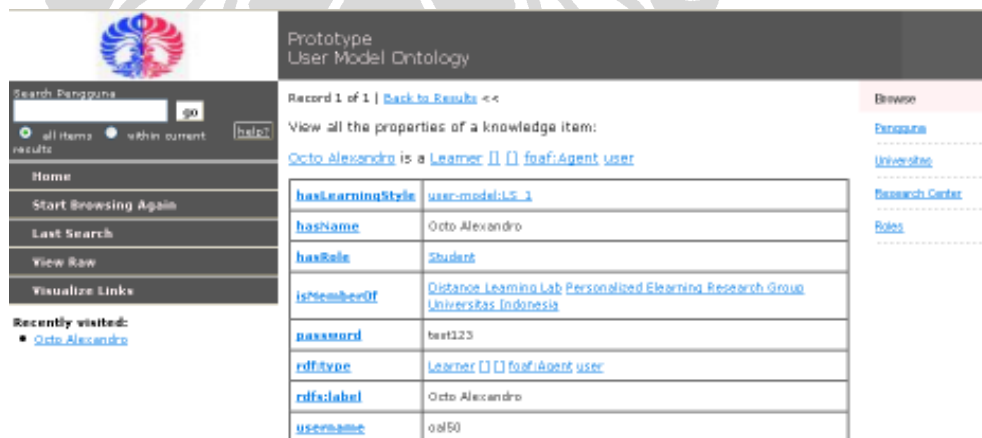 Prototype
User Model Ontology
Search Pengguna
go
all items within current results
help?
Home
Start Browsing Again
Last Search
View Raw
Visualize Links
Recently visited:
Octo Alexandro
Record 1 of 1 | Back to Results <<
View all the properties of a knowledge item:
Octo Alexandro is a Learner [] [] foaf:Agent user
hasLearningStyle user-model:LS_1
hasName Octo Alexandro
hasRole Student
isMemberOf Distance Learning Lab Personalized Elearning Research Group
Universitas Indonesia
password test123
rdf:type Learner [] [] foaf:Agent user
rdfs:label Octo Alexandro
username oal50
Browse
Pengguna
Universitas
Research Center
Roles